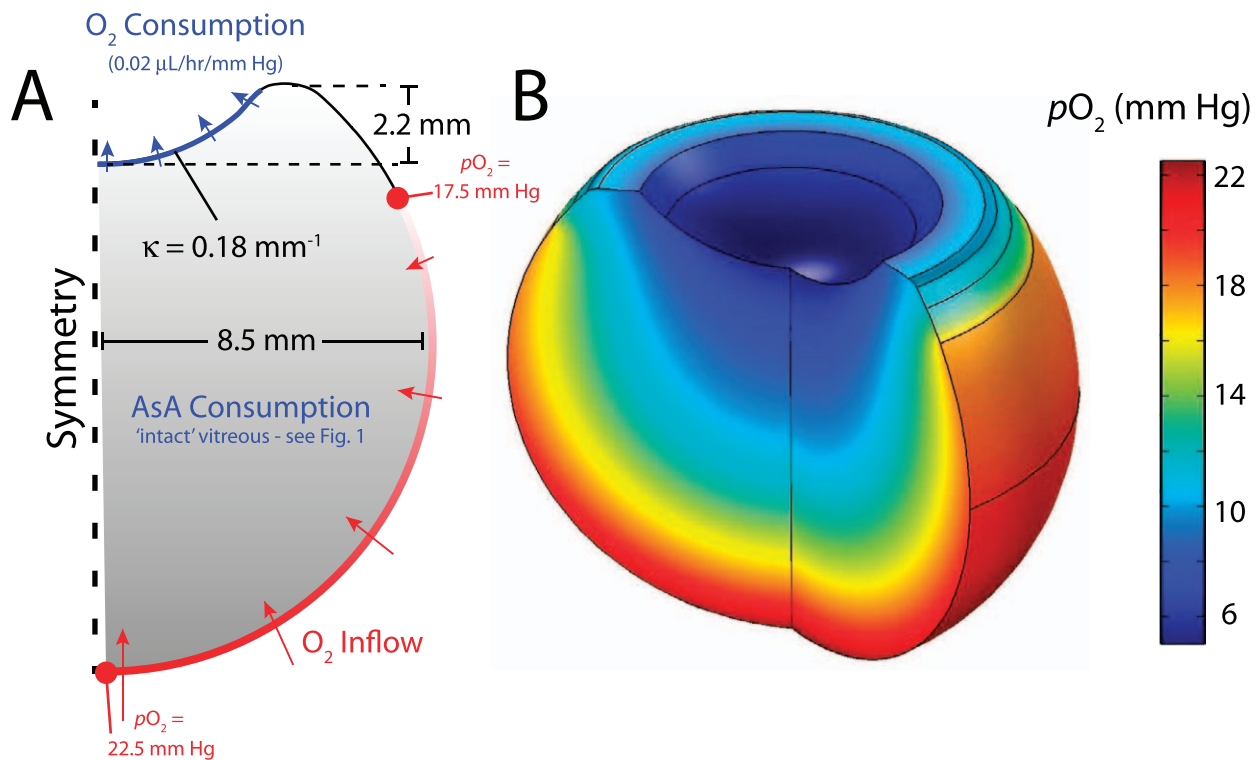 A
O₂ Consumption
(0.02 μL/hr/mm Hg)
2.2 mm
pO₂ =
17.5 mm Hg
κ = 0.18 mm⁻¹
Symmetry
8.5 mm
AsA Consumption
'intact' vitreous - see Fig. 1
O₂ Inflow
pO₂ =
22.5 mm Hg
B
pO₂ (mm Hg)
22
18
14
10
6